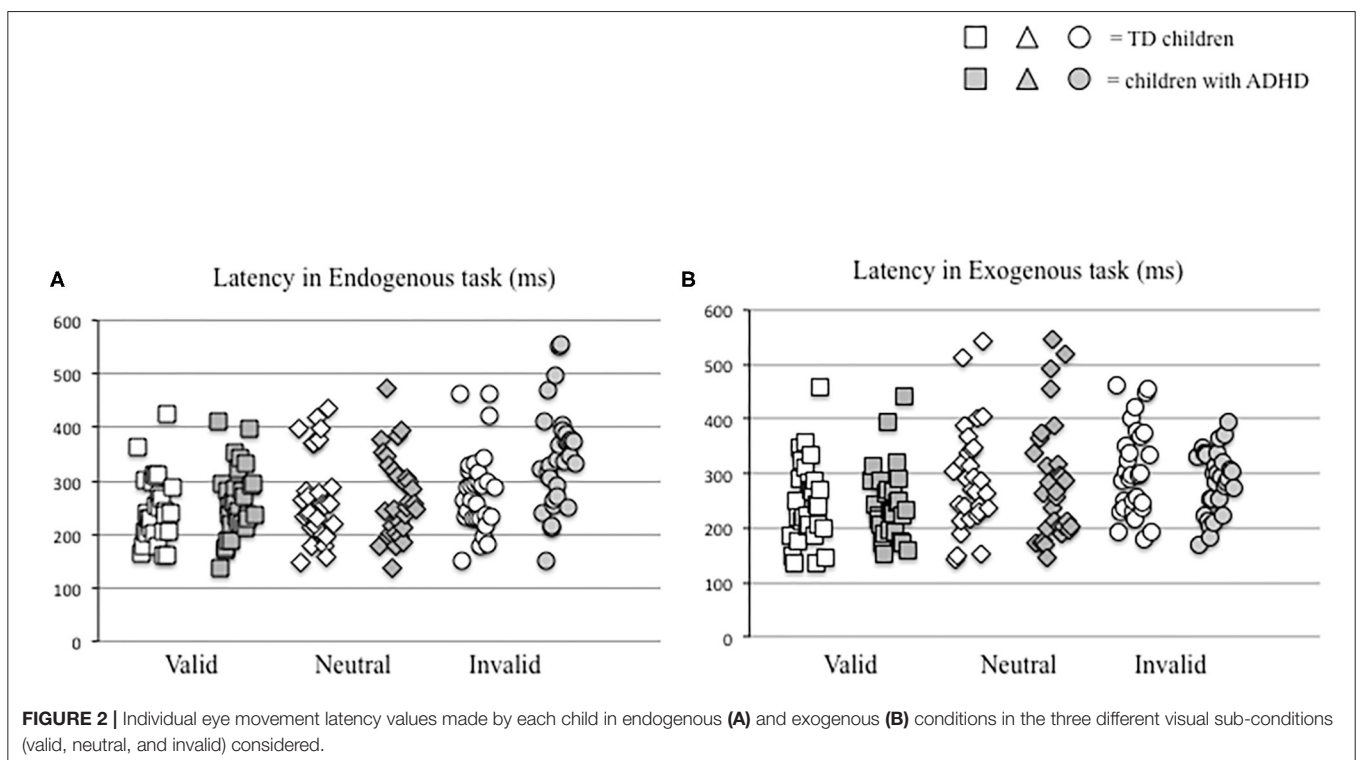 = TD children
= children with ADHD
A
Latency in Endogenous task (ms)
600
500
400
300
200
100
0
Valid Neutral Invalid
B
Latency in Exogenous task (ms)
600
500
400
300
200
100
0
Valid Neutral Invalid
FIGURE 2 | Individual eye movement latency values made by each child in endogenous (A) and exogenous (B) conditions in the three different visual sub-conditions
(valid, neutral, and invalid) considered.